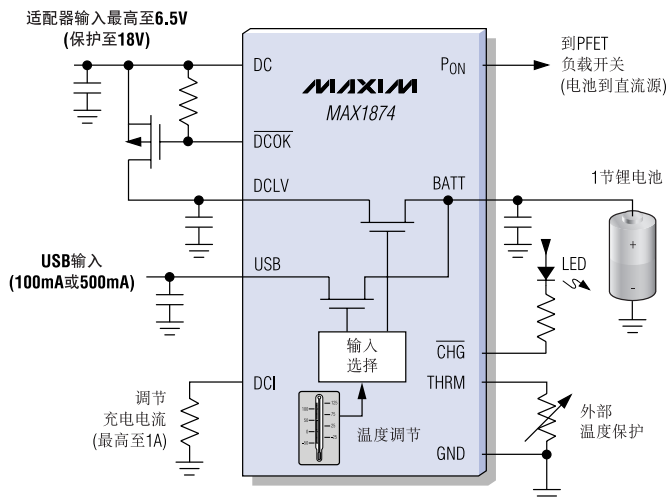 适配器输入最高至6.5V
(保护至18V)
DC
MAXIM
MAX1874
PON
到PFET
负载开关
(电池到直流源)
DCOK
DCLV
BATT
1节锂电池
+
-
USB输入
(100mA或500mA)
USB
LED
输入
选择
CHG
DCI
THRM
调节
充电电流
(最高至1A)
温度调节
外部
温度保护
GND